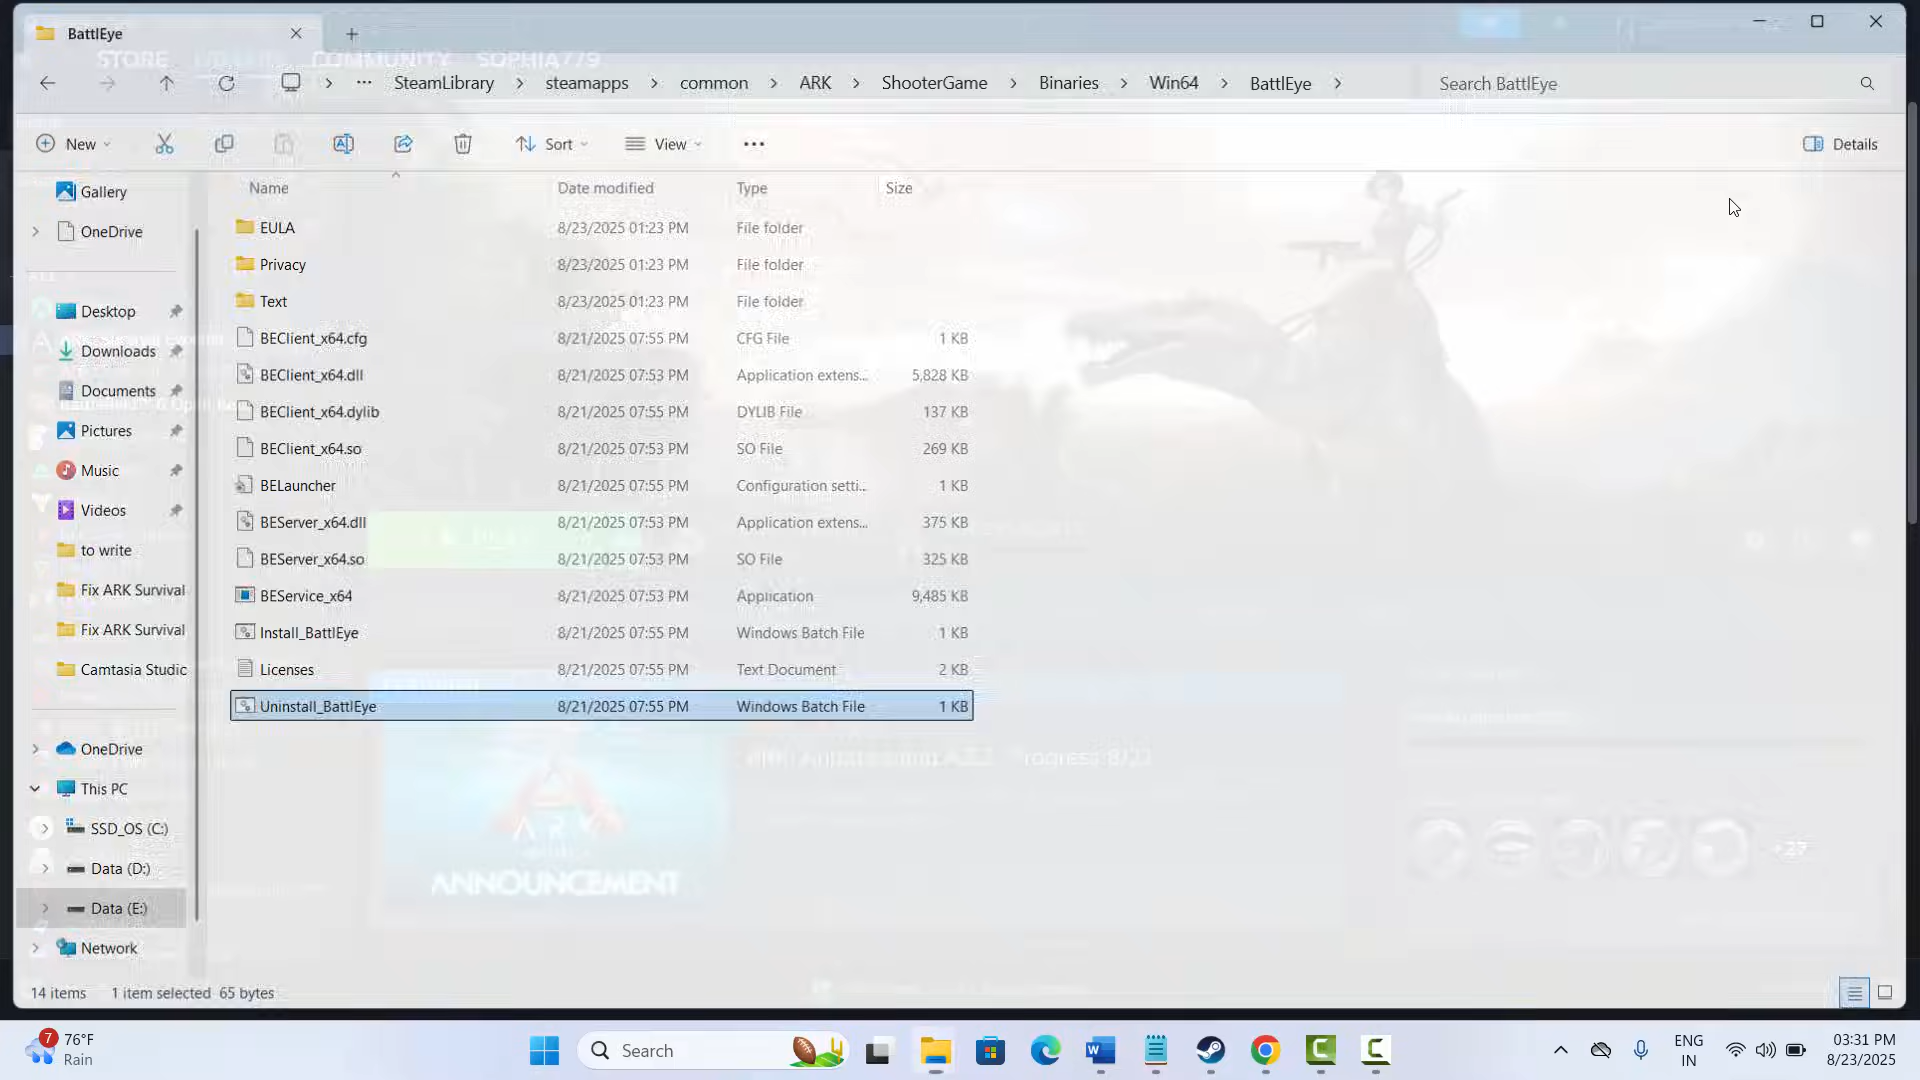 BattlEye
STORE COMMUNITY SOPHIA779
SteamLibrary > steamapps > common > ARK > ShooterGame > Binaries > Win64 > BattlEye >
Search BattlEye
New
Sort
View
Details
Gallery
OneDrive
Desktop
Downloads
Documents
Pictures
Music
Videos
to write
Fix ARK Survival
Fix ARK Survival
Camtasia Studic
OneDrive
This PC
SSD_OS (C:)
Data (D:)
Data (E:)
Network
Name Date modified Type Size
EULA 8/23/2025 01:23 PM File folder
Privacy 8/23/2025 01:23 PM File folder
Text 8/23/2025 01:23 PM File folder
BEClient_x64.cfg 8/21/2025 07:55 PM CFG File 1 KB
BEClient_x64.dll 8/21/2025 07:55 PM Application extens... 5,828 KB
BEClient_x64.dylib 8/21/2025 07:55 PM DYLIB File 137 KB
BEClient_x64.so 8/21/2025 07:53 PM SO File 269 KB
BELauncher 8/21/2025 07:55 PM Configuration setti... 1 KB
BEServer_x64.dll 8/21/2025 07:53 PM Application extens... 375 KB
BEServer_x64.so 8/21/2025 07:53 PM SO File 325 KB
BEService_x64 8/21/2025 07:55 PM Application 9,485 KB
Install_BattlEye 8/21/2025 07:55 PM Windows Batch File 1 KB
Licenses 8/21/2025 07:55 PM Text Document 2 KB
Uninstall_BattlEye 8/21/2025 07:55 PM Windows Batch File 1 KB
ARK
ANNOUNCEMENT
+27
14 items 1 item selected 65 bytes
7
76°F
Rain
Search
ENG
IN
03:31 PM
8/23/2025